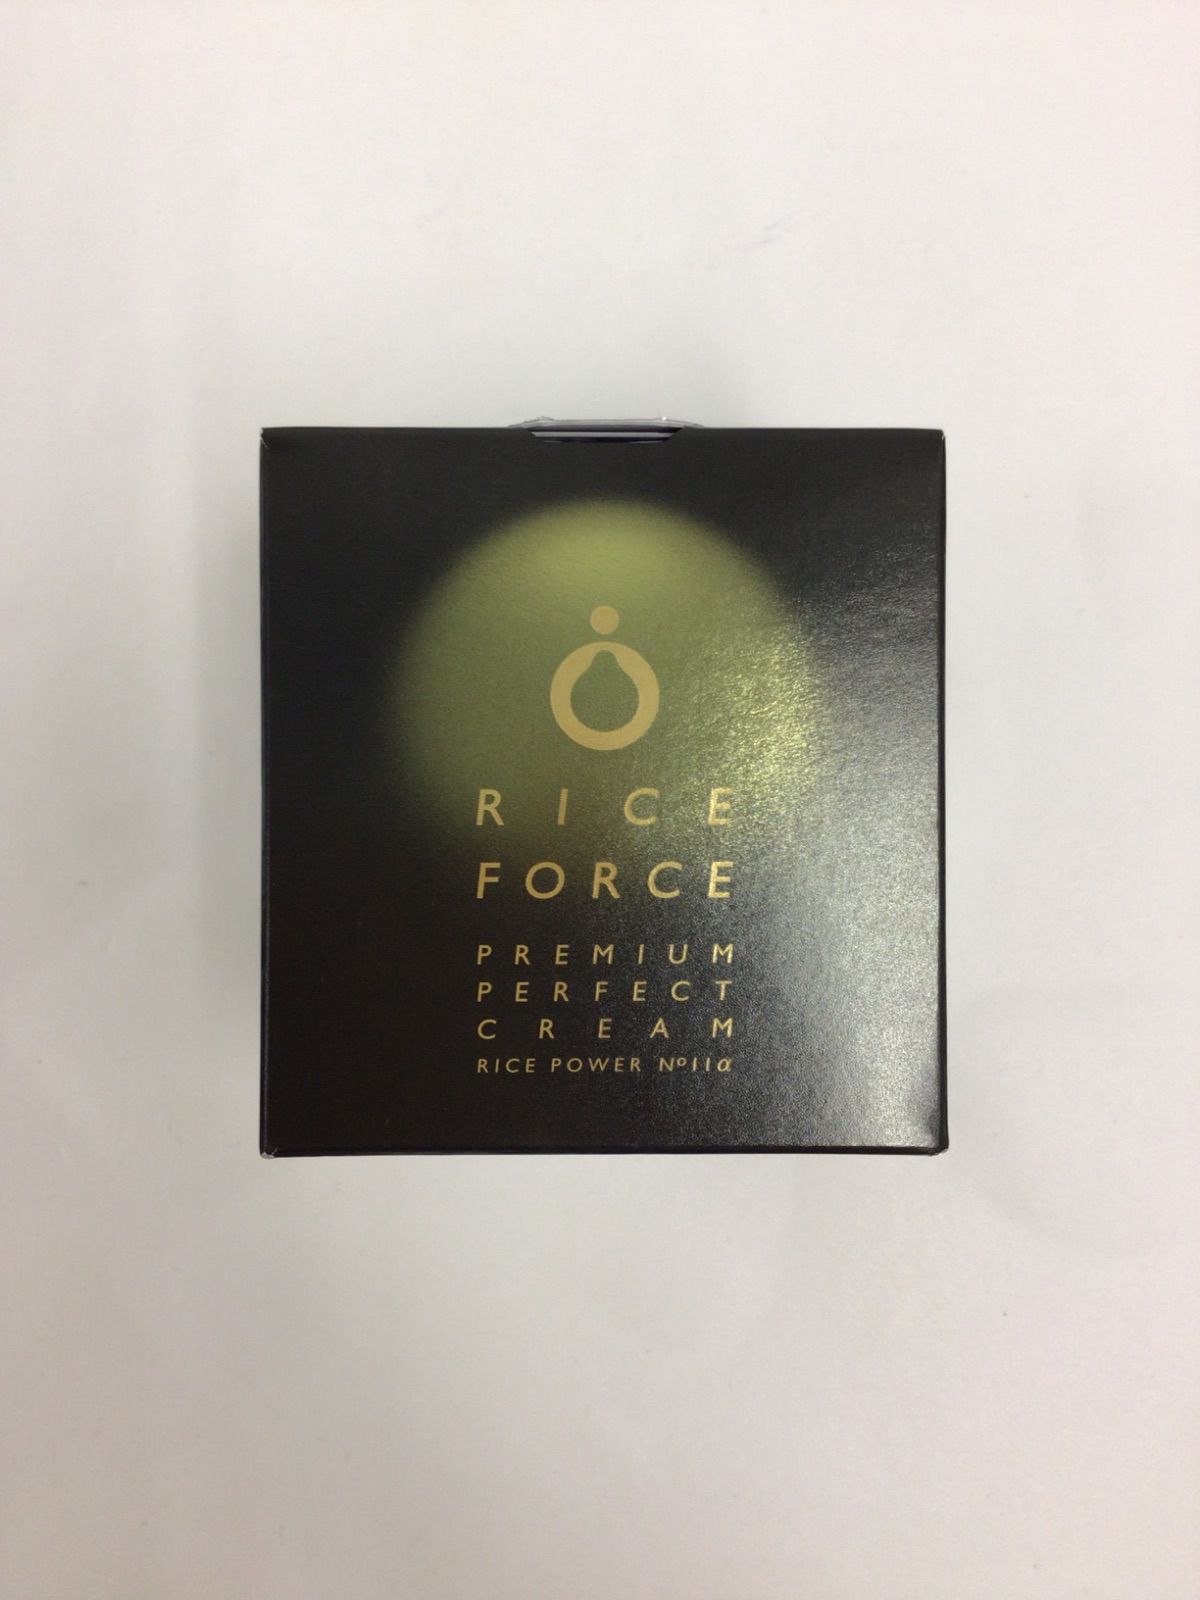 RICE
FORCE
PREMIUM
PERFECT
CREAM
RICE POWER Nº11α